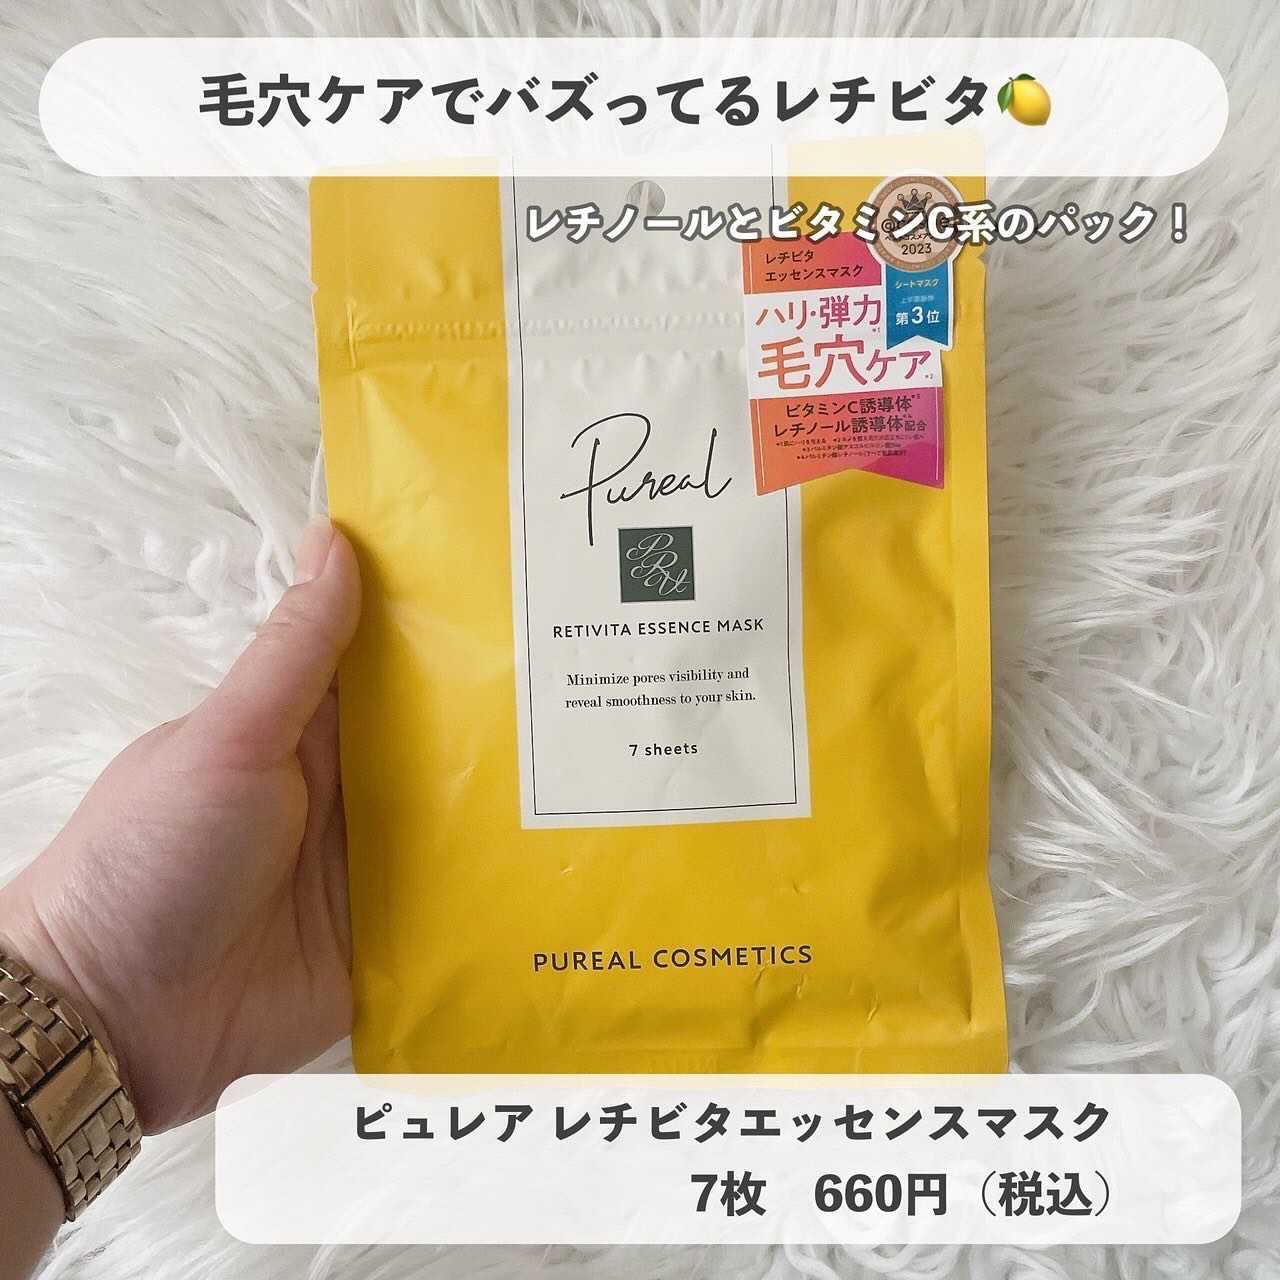 毛穴ケアでバズってるレチビタ🍋
レチノールとビタミンC系のパック！
2023
シートマスク
第3位
レチビタ
エッセンスマスク
ハリ・弾力*1
毛穴ケア*2
ビタミンC誘導体*3
レチノール誘導体*4配合
Pureal
PRU
RETIVITA ESSENCE MASK
Minimize pores visibility and
reveal smoothness to your skin.
7 sheets
PUREAL COSMETICS
ピュレア レチビタエッセンスマスク
7枚　660円（税込）